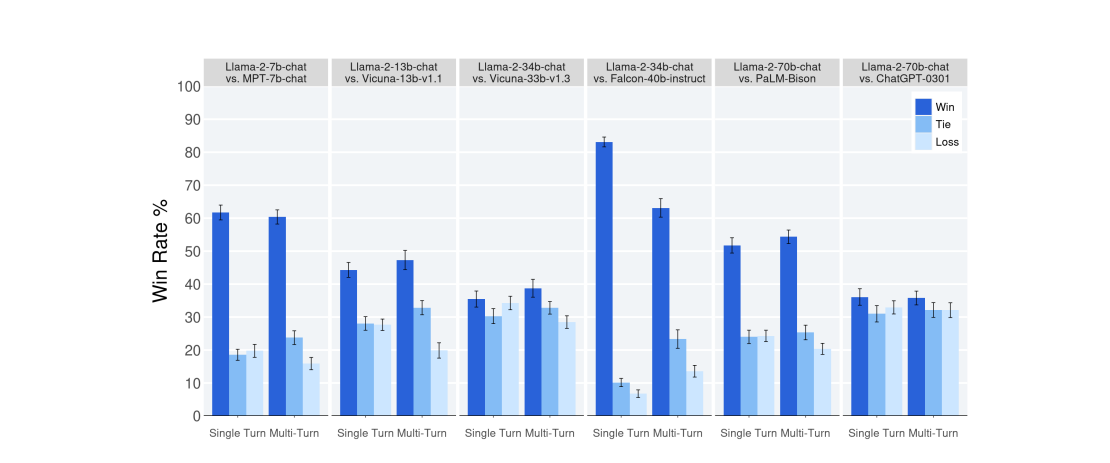 Llama-2-7b-chat
vs. MPT-7b-chat
Llama-2-13b-chat
vs. Vicuna-13b-v1.1
Llama-2-34b-chat
vs. Vicuna-33b-v1.3
Llama-2-34b-chat
vs. Falcon-40b-instruct
Llama-2-70b-chat
vs. PaLM-Bison
Llama-2-70b-chat
vs. ChatGPT-0301
Win
Tie
Loss
Win Rate %
100
90
80
70
60
50
40
30
20
10
0
Single Turn Multi-Turn
Single Turn Multi-Turn
Single Turn Multi-Turn
Single Turn Multi-Turn
Single Turn Multi-Turn
Single Turn Multi-Turn